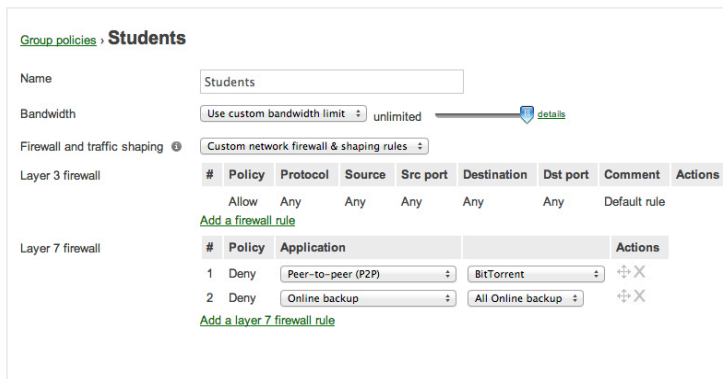 Group policies › Students
Name Students
Bandwidth Use custom bandwidth limit unlimited details
Firewall and traffic shaping i Custom network firewall & shaping rules
Layer 3 firewall # Policy Protocol Source Src port Destination Dst port Comment Actions
Allow Any Any Any Any Any Default rule
Add a firewall rule
Layer 7 firewall # Policy Application Actions
1 Deny Peer-to-peer (P2P) BitTorrent
2 Deny Online backup All Online backup
Add a layer 7 firewall rule